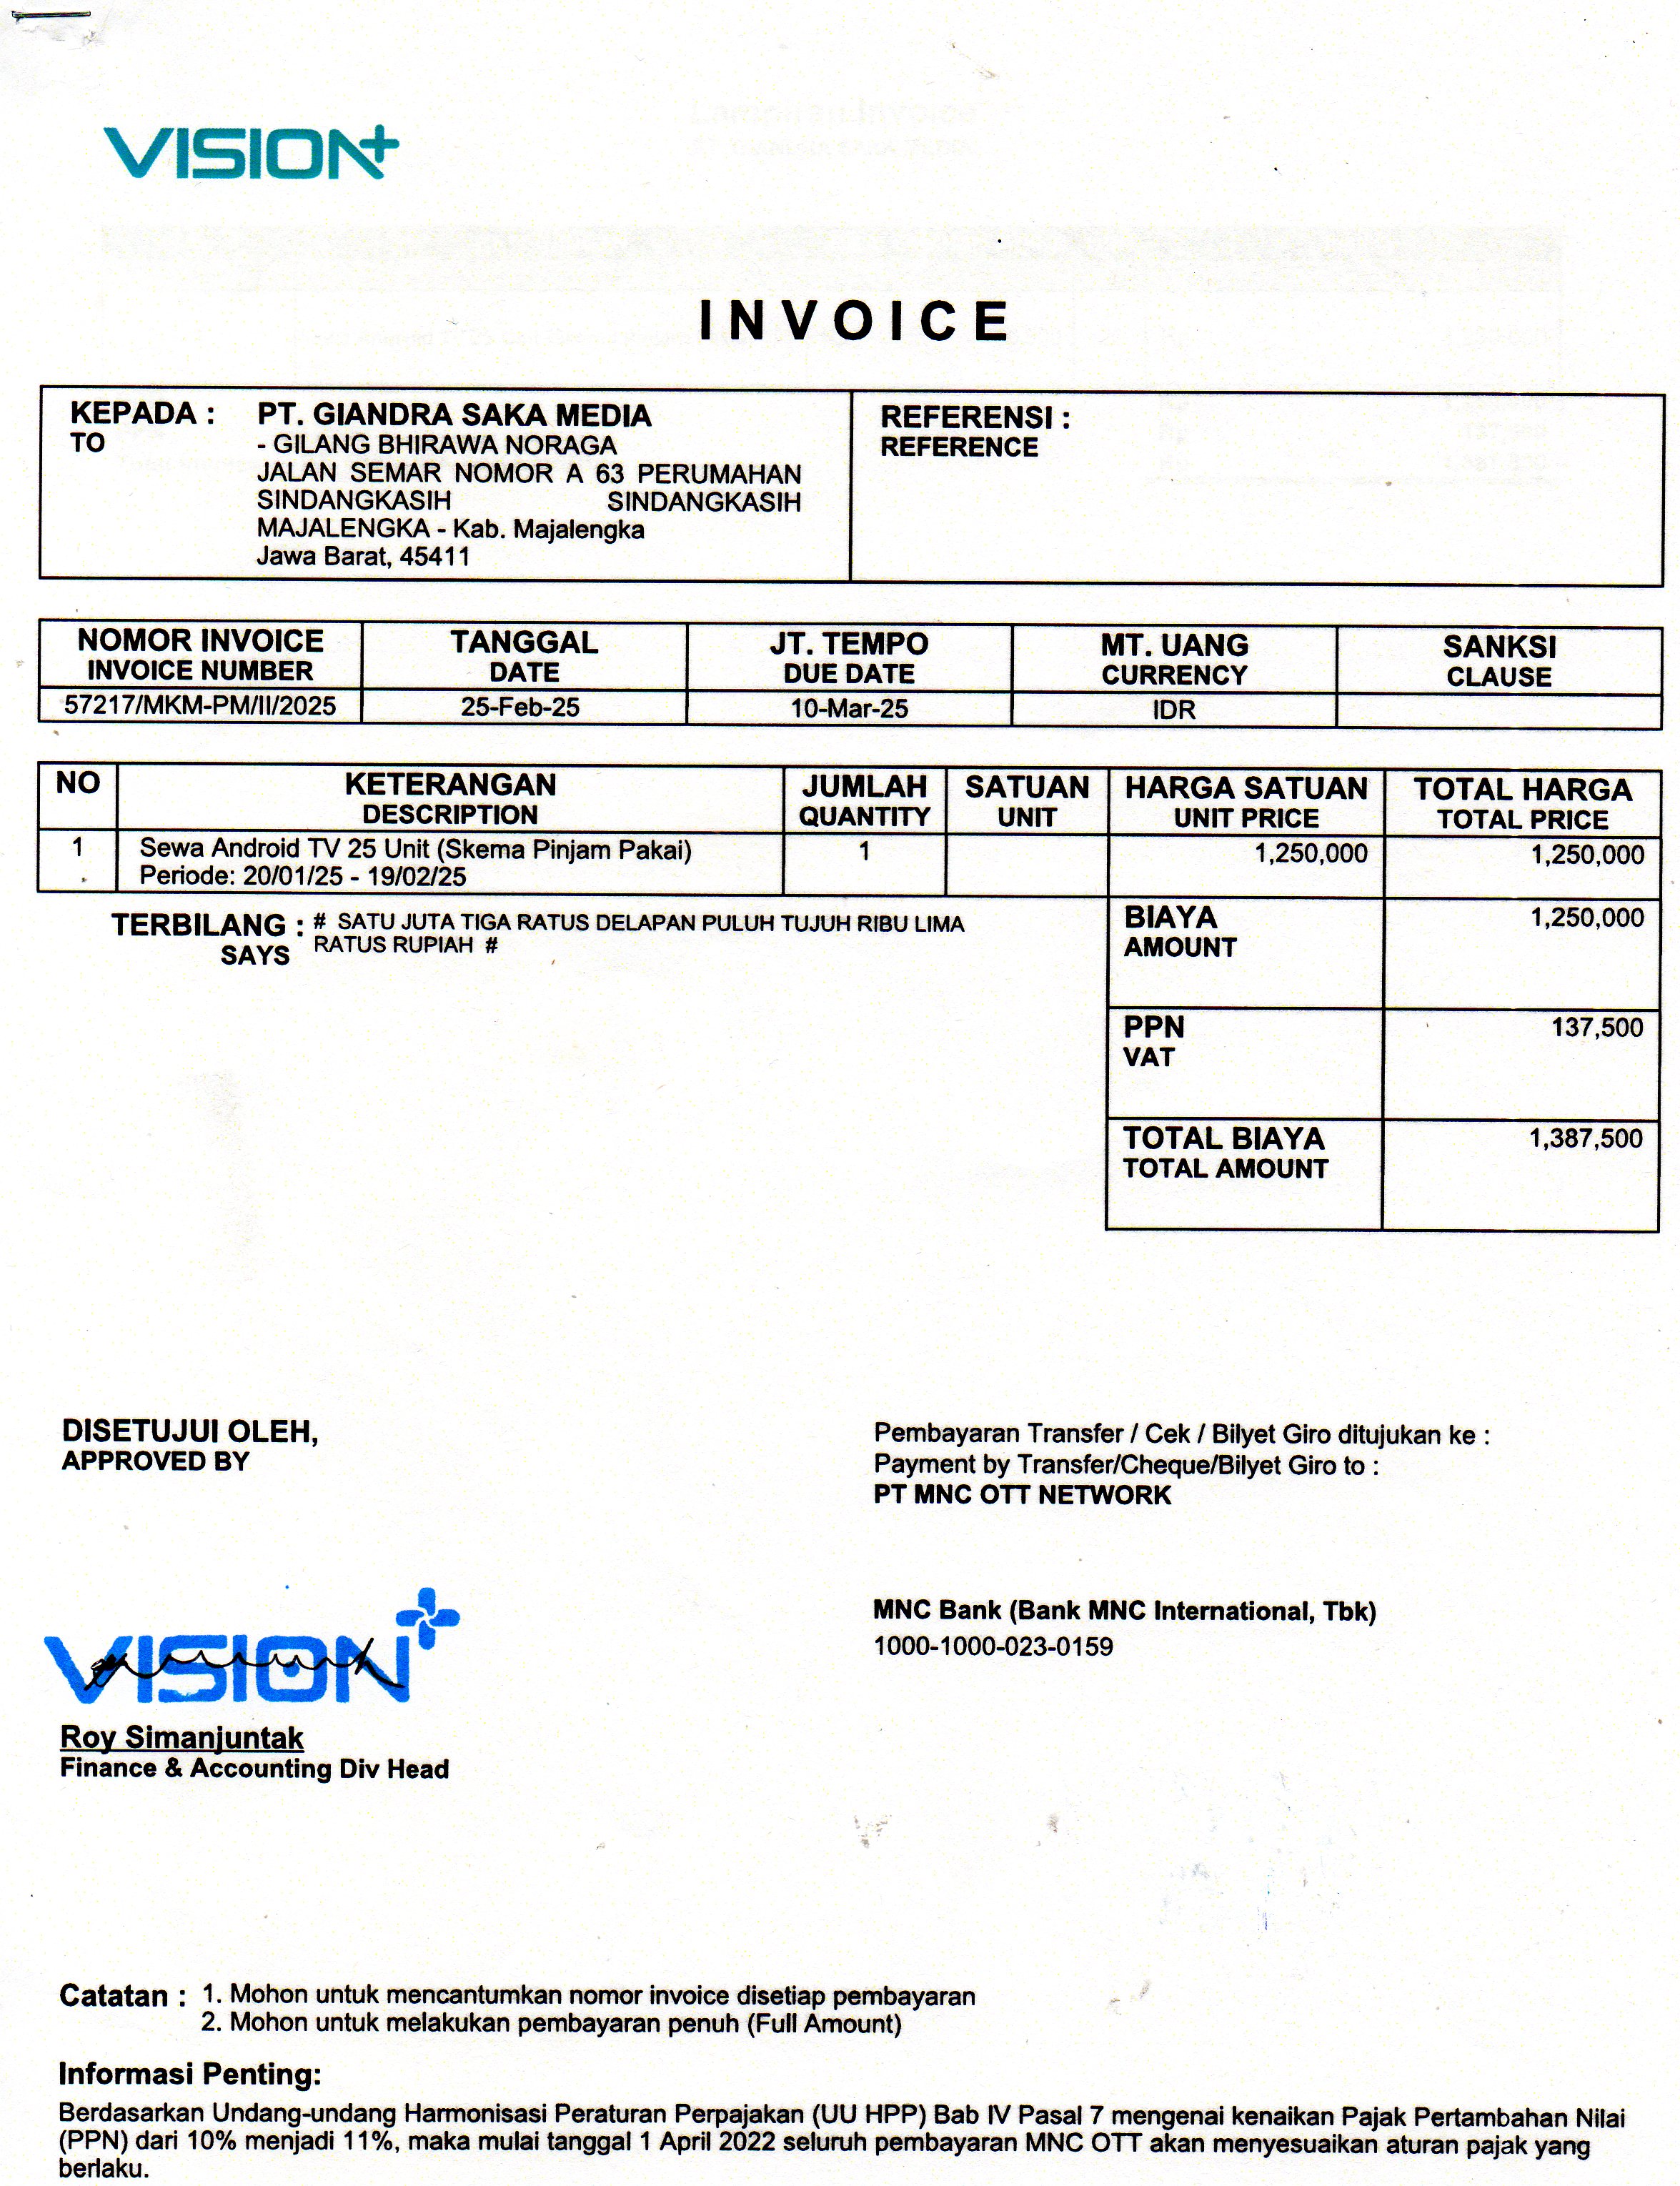 VISION+
INVOICE
KEPADA : PT. GIANDRA SAKA MEDIA
TO - GILANG BHIRAWA NORAGA
JALAN SEMAR NOMOR A 63 PERUMAHAN
SINDANGKASIH SINDANGKASIH
MAJALENGKA - Kab. Majalengka
Jawa Barat, 45411
REFERENSI :
REFERENCE
NOMOR INVOICE TANGGAL JT. TEMPO MT. UANG SANKSI
INVOICE NUMBER DATE DUE DATE CURRENCY CLAUSE
57217/MKM-PM/II/2025 25-Feb-25 10-Mar-25 IDR
NO KETERANGAN JUMLAH SATUAN HARGA SATUAN TOTAL HARGA
DESCRIPTION QUANTITY UNIT UNIT PRICE TOTAL PRICE
1 Sewa Android TV 25 Unit (Skema Pinjam Pakai) 1 1,250,000 1,250,000
Periode: 20/01/25 - 19/02/25
TERBILANG : # SATU JUTA TIGA RATUS DELAPAN PULUH TUJUH RIBU LIMA
SAYS RATUS RUPIAH #
BIAYA 1,250,000
AMOUNT
PPN 137,500
VAT
TOTAL BIAYA 1,387,500
TOTAL AMOUNT
DISETUJUI OLEH,
APPROVED BY
Pembayaran Transfer / Cek / Bilyet Giro ditujukan ke :
Payment by Transfer/Cheque/Bilyet Giro to :
PT MNC OTT NETWORK
MNC Bank (Bank MNC International, Tbk)
1000-1000-023-0159
VISION+
Roy Simanjuntak
Finance & Accounting Div Head
Catatan : 1. Mohon untuk mencantumkan nomor invoice disetiap pembayaran
2. Mohon untuk melakukan pembayaran penuh (Full Amount)
Informasi Penting:
Berdasarkan Undang-undang Harmonisasi Peraturan Perpajakan (UU HPP) Bab IV Pasal 7 mengenai kenaikan Pajak Pertambahan Nilai
(PPN) dari 10% menjadi 11%, maka mulai tanggal 1 April 2022 seluruh pembayaran MNC OTT akan menyesuaikan aturan pajak yang
berlaku.